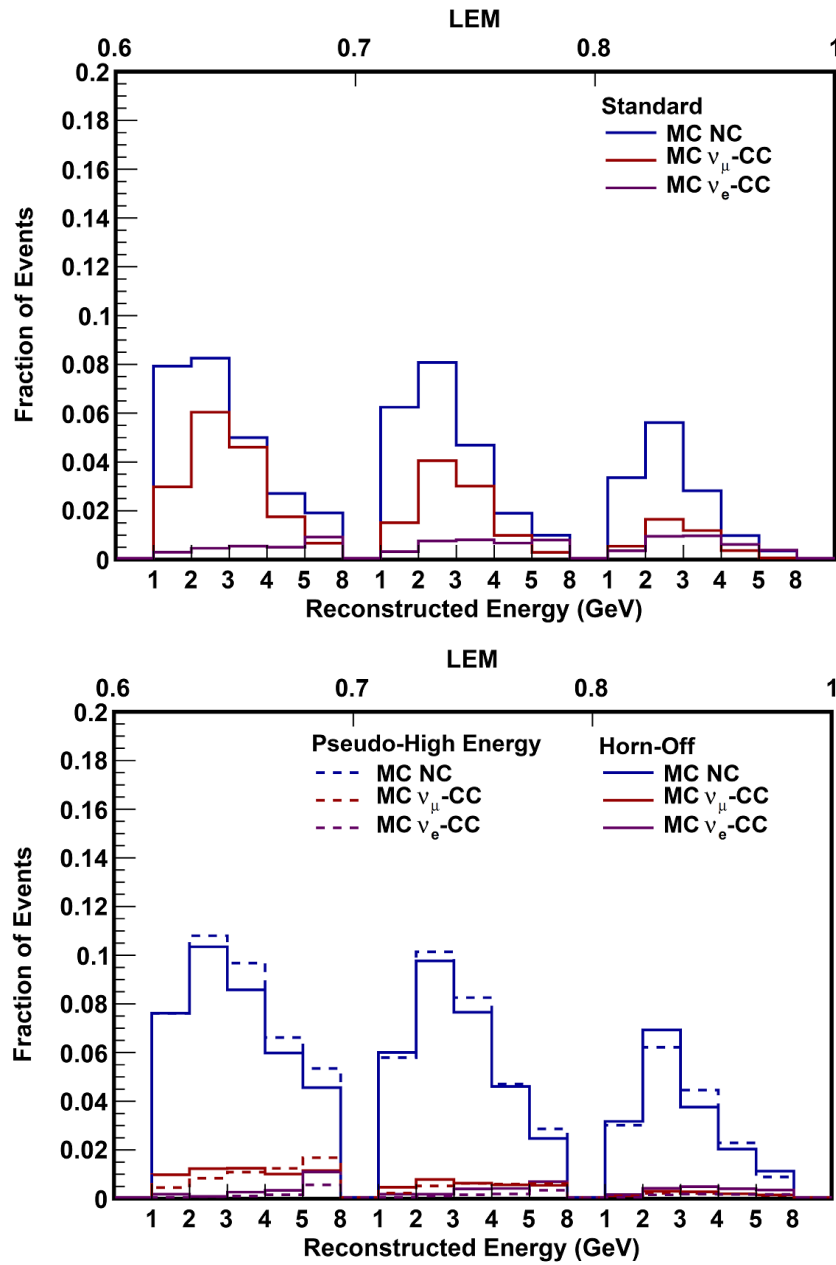 LEM
0.6 0.7 0.8 1
0.2
0.18
0.16
0.14
0.12
0.1
0.08
0.06
0.04
0.02
0
Fraction of Events
Standard
MC NC
MC νμ-CC
MC νe-CC
1 2 3 4 5 8 1 2 3 4 5 8 1 2 3 4 5 8
Reconstructed Energy (GeV)
LEM
0.6 0.7 0.8 1
0.2
0.18
0.16
0.14
0.12
0.1
0.08
0.06
0.04
0.02
0
Fraction of Events
Pseudo-High Energy
MC NC
MC νμ-CC
MC νe-CC
Horn-Off
MC NC
MC νμ-CC
MC νe-CC
1 2 3 4 5 8 1 2 3 4 5 8 1 2 3 4 5 8
Reconstructed Energy (GeV)